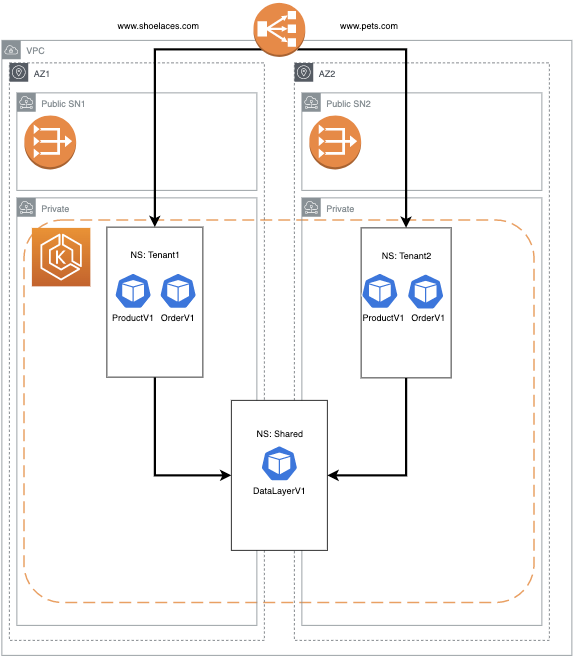 www.shoelaces.com
www.pets.com
VPC
AZ1
AZ2
Public SN1
Public SN2
Private
Private
K
NS: Tenant1
ProductV1
OrderV1
NS: Tenant2
ProductV1
OrderV1
NS: Shared
DataLayerV1